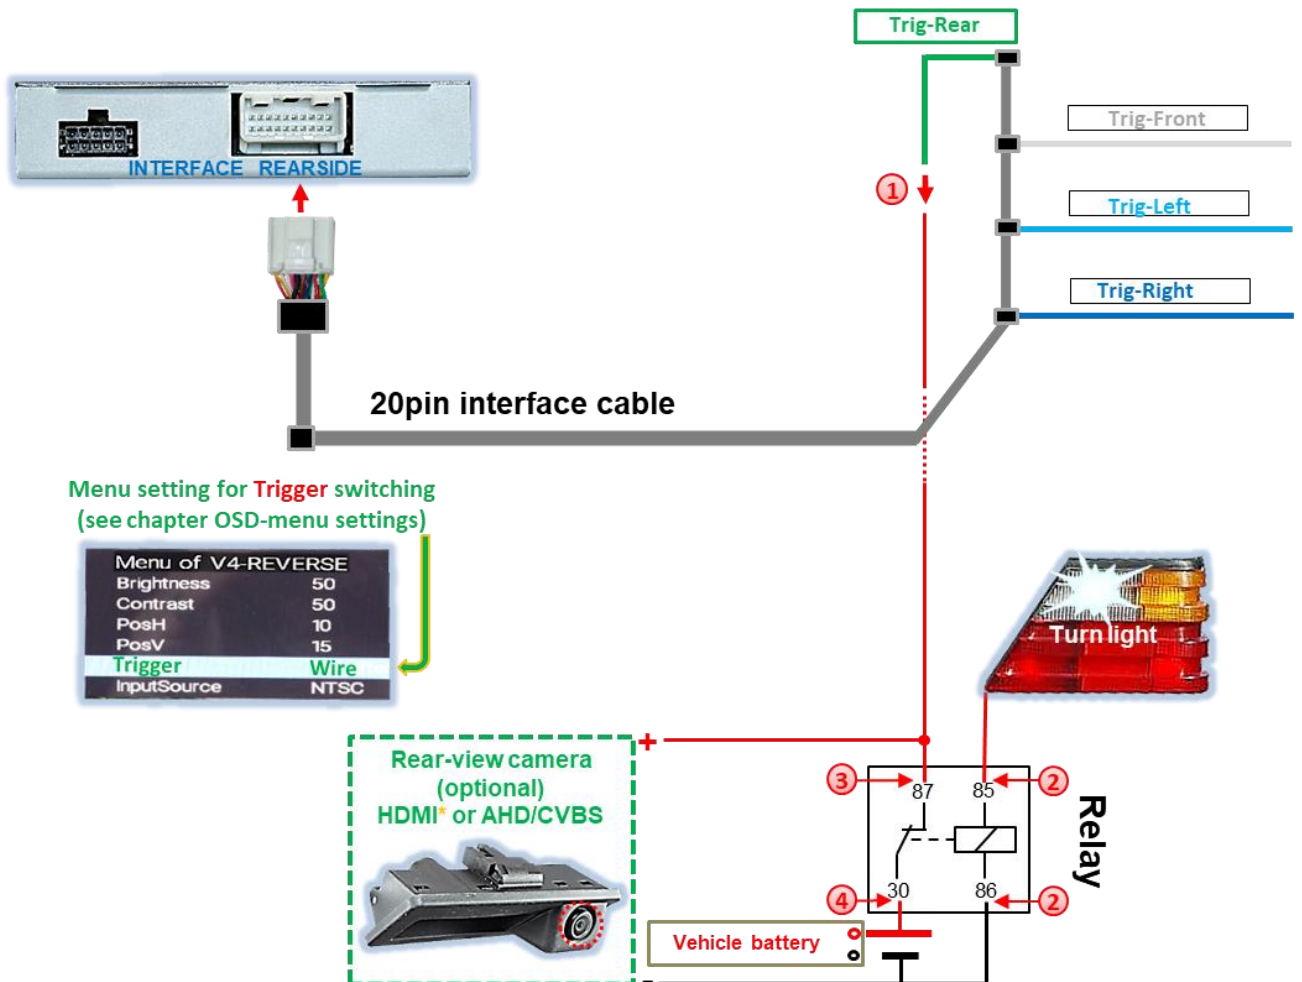 Trig-Rear
Trig-Front
INTERFACE REARSIDE
1
Trig-Left
Trig-Right
20pin interface cable
Menu setting for Trigger switching
(see chapter OSD-menu settings)
Menu of V4-REVERSE
Brightness 50
Contrast 50
PosH 10
PosV 15
Trigger Wire
InputSource NTSC
Turn light
+
Rear-view camera
(optional)
HDMI* or AHD/CVBS
3
87
85
2
Relay
4
30
86
2
Vehicle battery
-